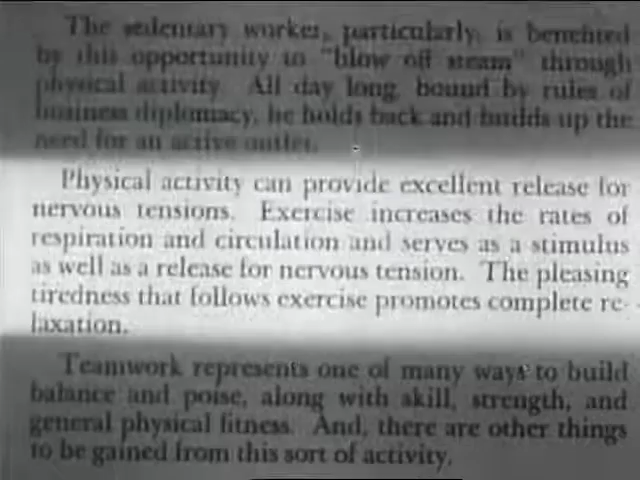 The sedentary worker, particularly, is benefited
by this opportunity to "blow off steam" through
physical activity. All day long, bound by rules of
business diplomacy, he holds back and builds up the
need for an active outlet.
Physical activity can provide excellent release for
nervous tensions. Exercise increases the rates of
respiration and circulation and serves as a stimulus
as well as a release for nervous tension. The pleasing
tiredness that follows exercise promotes complete re-
laxation.
Teamwork represents one of many ways to build
balance and poise, along with skill, strength, and
general physical fitness. And, there are other things
to be gained from this sort of activity.